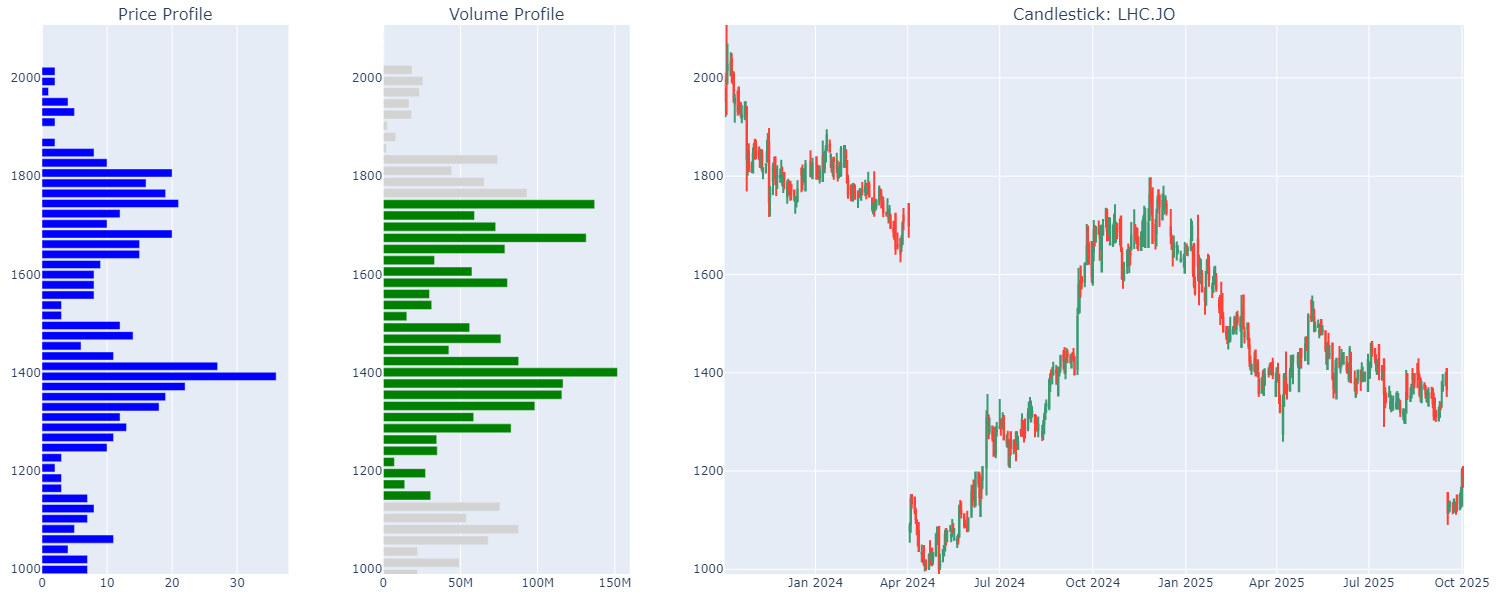 Price Profile
Volume Profile
Candlestick: LHC.JO
2000
1800
1600
1400
1200
1000
0
10
20
30
2000
1800
1600
1400
1200
1000
0
50M
100M
150M
2000
1800
1600
1400
1200
1000
Jan 2024
Apr 2024
Jul 2024
Oct 2024
Jan 2025
Apr 2025
Jul 2025
Oct 2025